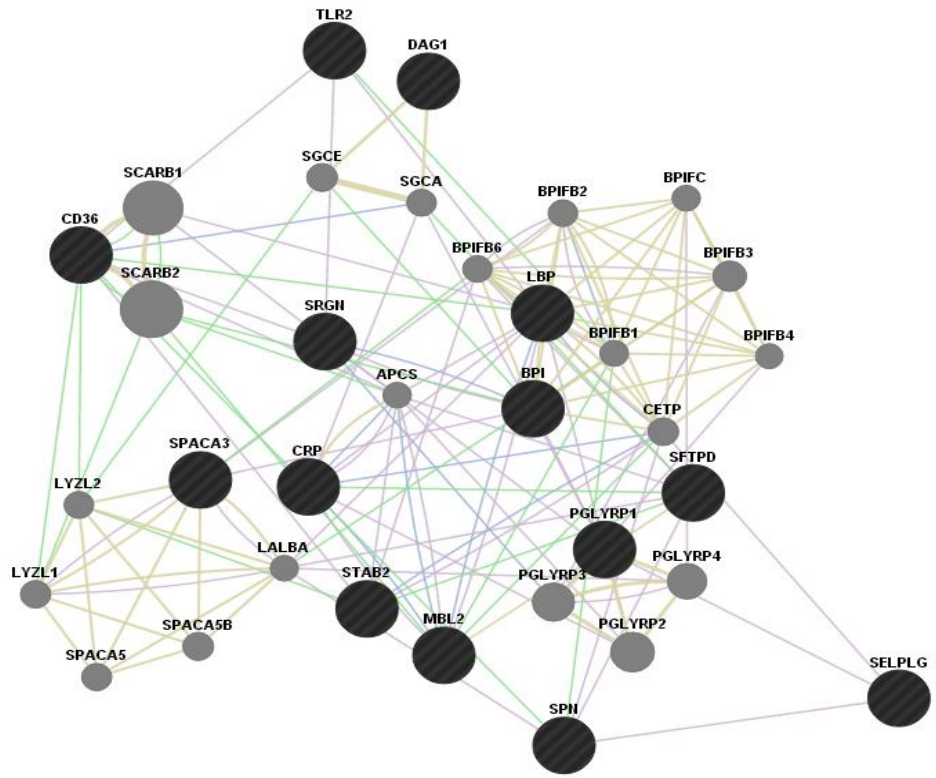 TLR2
DAG1
SGCE
SCARB1
SGCA
BPIFC
BPIFB2
CD36
BPIFB6
BPIFB3
SCARB2
LBP
SRGN
BPIFB1
BPIFB4
APCS
BPI
CETP
SPACA3
CRP
SFTPD
LYZL2
PGLYRP1
LALBA
PGLYRP4
LYZL1
STAB2
PGLYRP3
MBL2
SPACA5B
PGLYRP2
SPACA5
SELPLG
SPN